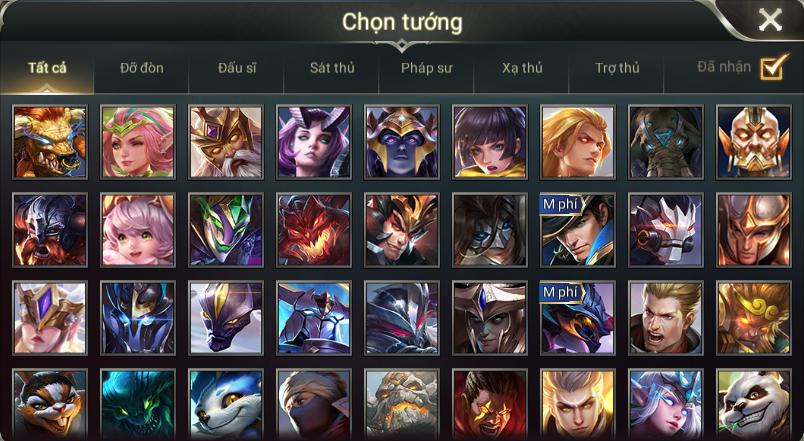 Chọn tướng
Tất cả
Đỡ đòn
Đấu sĩ
Sát thủ
Pháp sư
Xạ thủ
Trợ thủ
Đã nhận
M phí
M phí